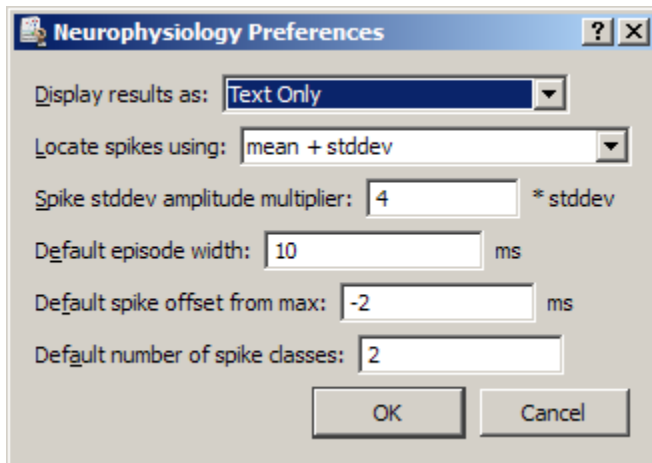 Neurophysiology Preferences
Display results as: Text Only
Locate spikes using: mean + stddev
Spike stddev amplitude multiplier: 4 * stddev
Default episode width: 10 ms
Default spike offset from max: -2 ms
Default number of spike classes: 2
OK Cancel